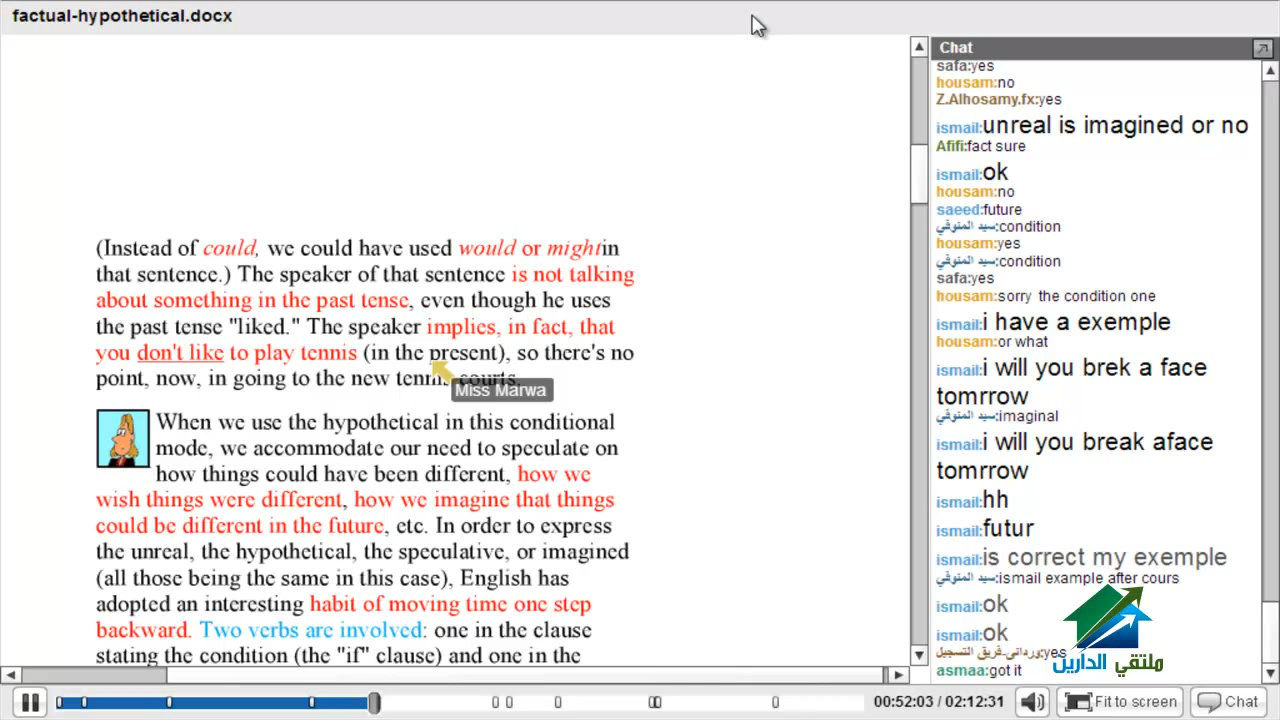 factual-hypothetical.docx
(Instead of could, we could have used would or mightin
that sentence.) The speaker of that sentence is not talking
about something in the past tense, even though he uses
the past tense "liked." The speaker implies, in fact, that
you don't like to play tennis (in the present), so there's no
point, now, in going to the new tennis courts.
Miss Marwa
When we use the hypothetical in this conditional
mode, we accommodate our need to speculate on
how things could have been different, how we
wish things were different, how we imagine that things
could be different in the future, etc. In order to express
the unreal, the hypothetical, the speculative, or imagined
(all those being the same in this case), English has
adopted an interesting habit of moving time one step
backward. Two verbs are involved: one in the clause
stating the condition (the "if" clause) and one in the
Chat
safa:yes
housam:no
Z.Alhosamy.fx:yes
ismail:unreal is imagined or no
Afifi:fact sure
ismail:ok
housam:no
saeed:future
سيد المنوفي:condition
housam:yes
سيد المنوفي:condition
safa:yes
housam:sorry the condition one
ismail:i have a exemple
housam:or what
ismail:i will you brek a face
tomrrow
سيد المنوفي:imaginal
ismail:i will you break aface
tomrrow
ismail:hh
ismail:futur
ismail:is correct my exemple
سيد المنوفي:ismail example after cours
ismail:ok
ismail:ok
ورداني-فريق التسجيل:yes
asmaa:got it
ملتقي الدارين
00:52:03 / 02:12:31
Fit to screen
Chat